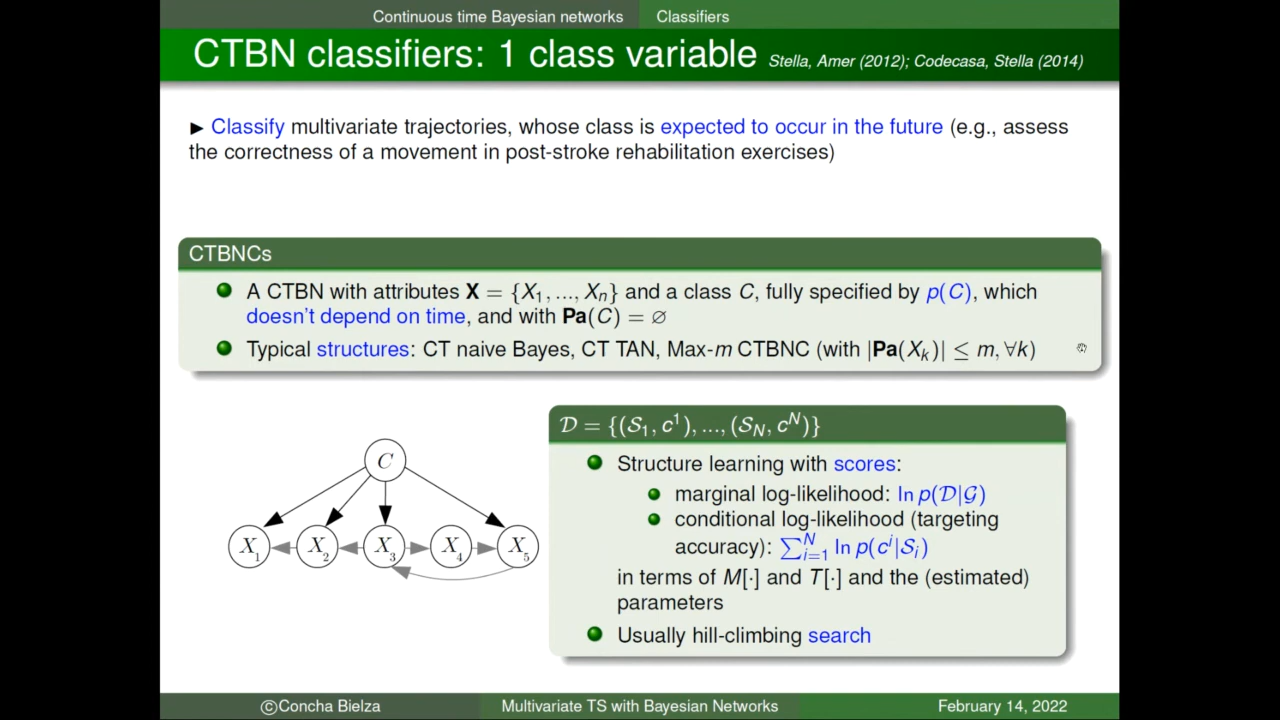 Continuous time Bayesian networks Classifiers
CTBN classifiers: 1 class variable Stella, Amer (2012); Codecasa, Stella (2014)
► Classify multivariate trajectories, whose class is expected to occur in the future (e.g., assess
the correctness of a movement in post-stroke rehabilitation exercises)
CTBNCs
A CTBN with attributes X = {X₁, ..., Xₙ} and a class C, fully specified by p(C), which
doesn't depend on time, and with Pa(C) = ∅
Typical structures: CT naive Bayes, CT TAN, Max-m CTBNC (with |Pa(Xₖ)| ≤ m, ∀k)
C
X₁ X₂ X₃ X₄ X₅
𝒟 = {(𝒮₁, c¹), ..., (𝒮_N, c^N)}
Structure learning with scores:
marginal log-likelihood: ln p(𝒟|𝒢)
conditional log-likelihood (targeting
accuracy): ∑_{i=1}^N ln p(cⁱ|𝒮ᵢ)
in terms of M[·] and T[·] and the (estimated)
parameters
Usually hill-climbing search
©Concha Bielza Multivariate TS with Bayesian Networks February 14, 2022